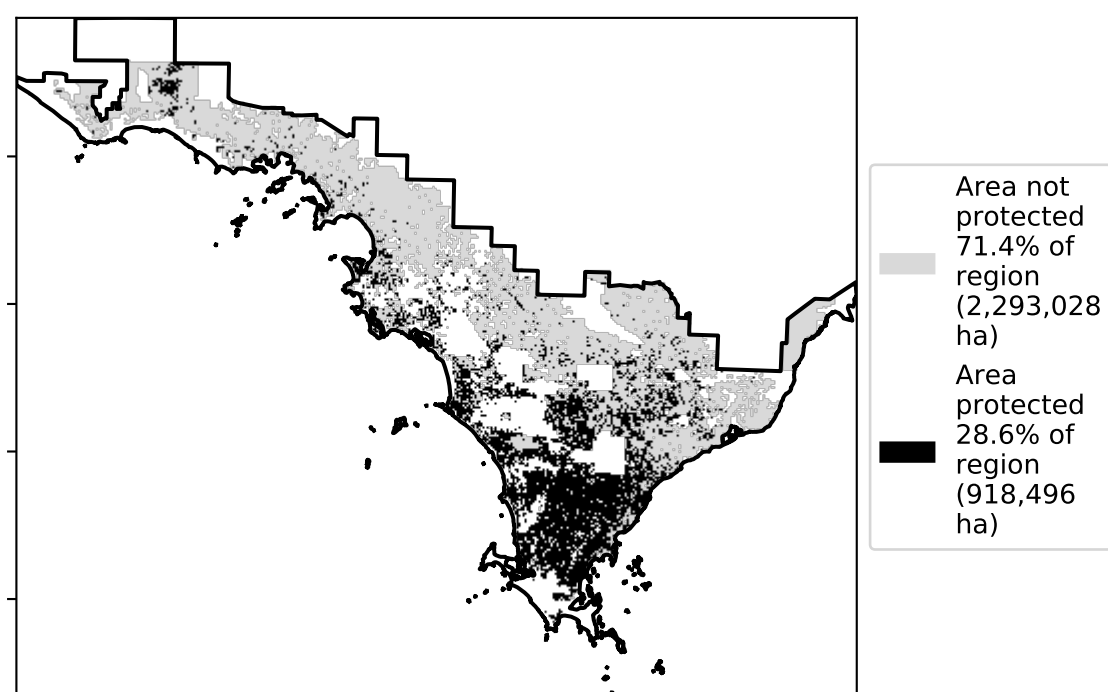 Area not
protected
71.4% of
region
(2,293,028
ha)
Area
protected
28.6% of
region
(918,496
ha)